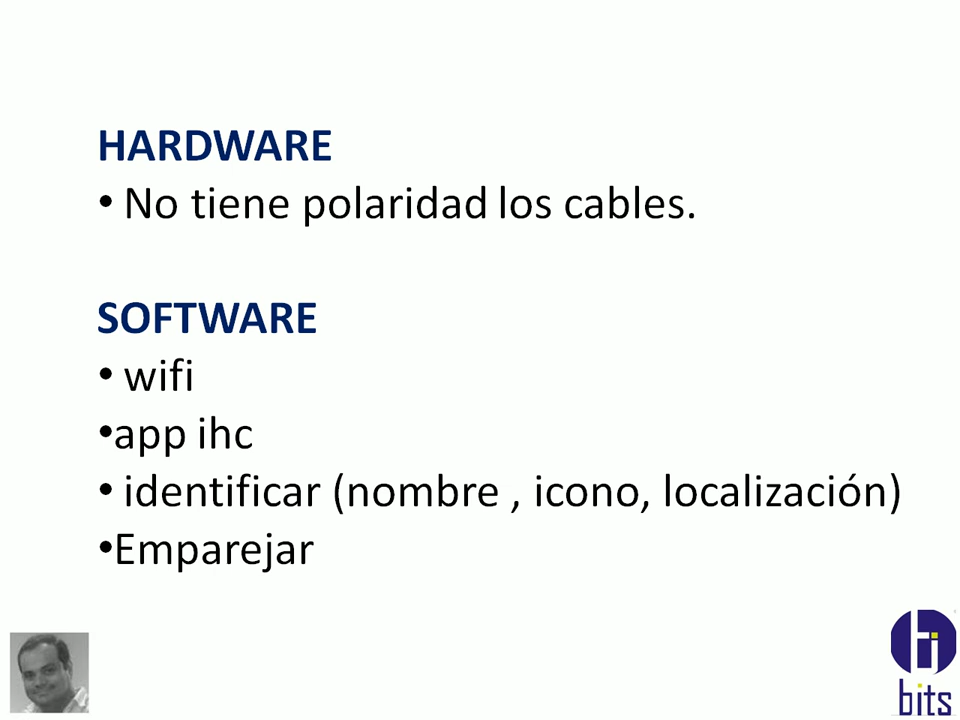 HARDWARE
• No tiene polaridad los cables.
SOFTWARE
• wifi
•app ihc
• identificar (nombre , icono, localización)
•Emparejar
bits